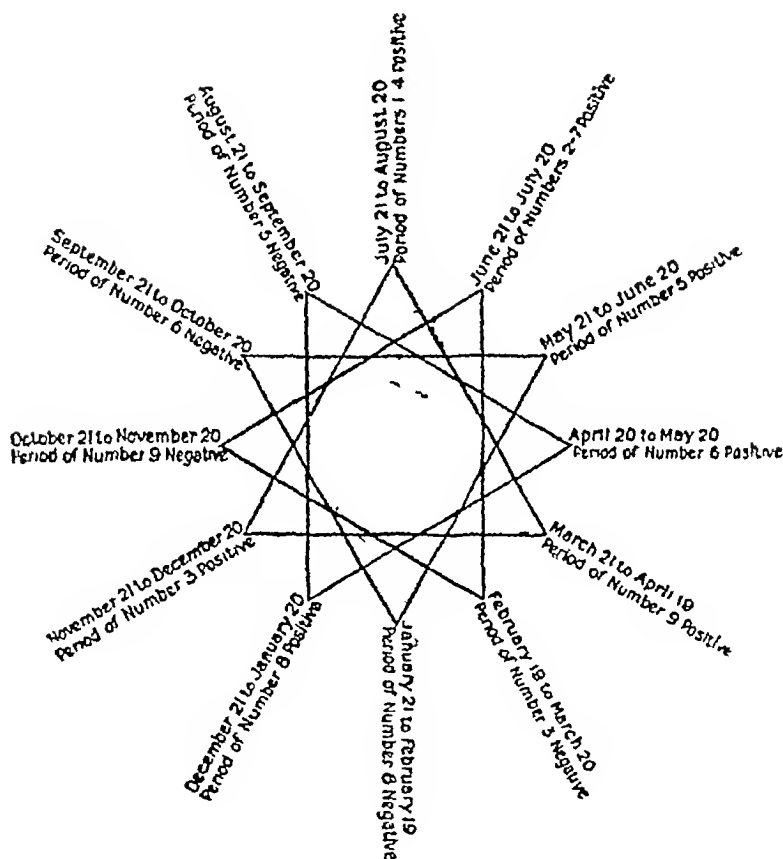 July 21 to August 20
Period of Numbers 1-4 Positive
June 21 to July 20
Period of Numbers 2-7 Positive
May 21 to June 20
Period of Number 5 Positive
April 20 to May 20
Period of Number 6 Positive
March 21 to April 19
Period of Number 9 Positive
February 19 to March 20
Period of Number 3 Negative
January 21 to February 19
Period of Number 8 Negative
December 21 to January 20
Period of Number 8 Positive
November 21 to December 20
Period of Number 3 Positive
October 21 to November 20
Period of Number 9 Negative
September 21 to October 20
Period of Number 6 Negative
August 21 to September 20
Period of Number 5 Negative